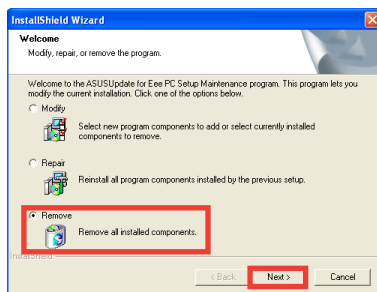 InstallShield Wizard
Welcome
Modify, repair, or remove the program.
Welcome to the ASUSUpdate for Eee PC Setup Maintenance program. This program lets you
modify the current installation. Click one of the options below.
Modify
Select new program components to add or select currently installed
components to remove.
Repair
Reinstall all program components installed by the previous setup.
Remove
Remove all installed components.
InstallShield
< Back
Next >
Cancel